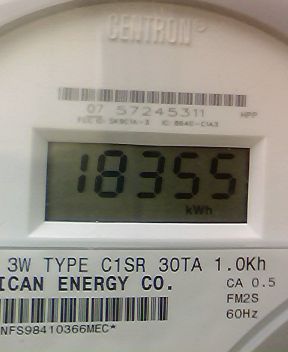 CENTRON®
07 57245311 HPP
18355
kWh
3W TYPE C1SR 30TA 1.0Kh
ICAN ENERGY CO. CA 0.5
FM2S
60Hz
NFS98410366MEC*